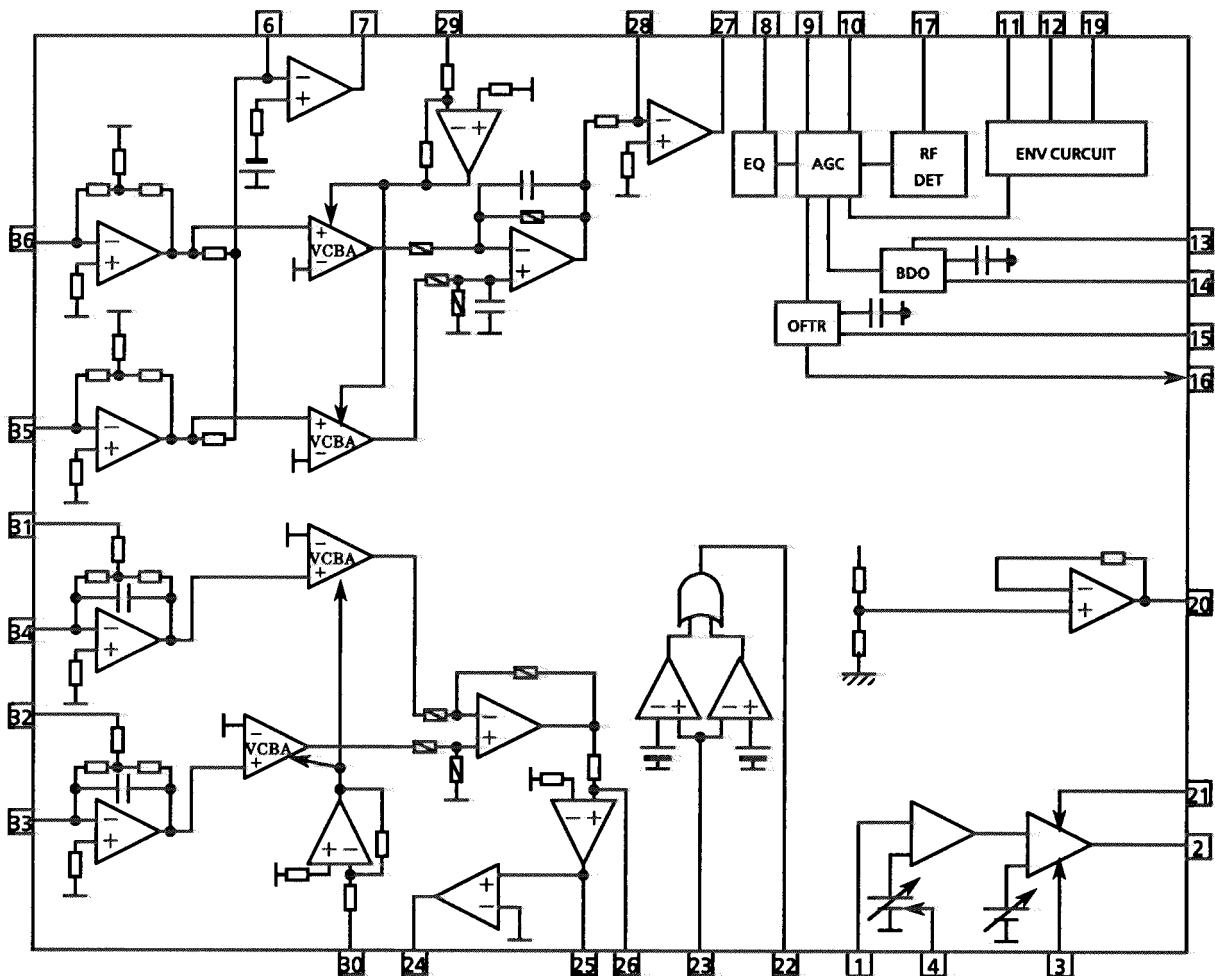 6 7 29 28 27 8 9 10 17 11 12 19
− +
− +
− +
EQ AGC RF DET ENV CURCUIT
36
− +
+ VCBA −
− +
13
BDO
14
OFTR
15
16
35
− +
+ VCBA −
31
− VCBA +
34
− +
− +
20
32
− VCBA +
− +
− + − +
33
− +
+ −
− +
21
2
+ −
30 24 25 26 23 22 1 4 3